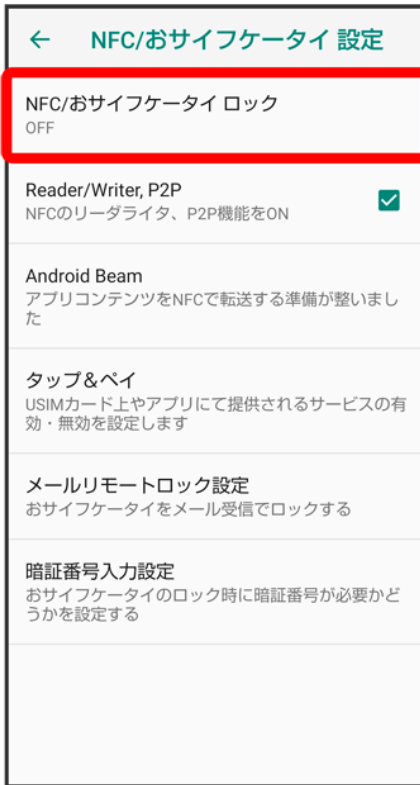 ← NFC/おサイフケータイ 設定
NFC/おサイフケータイ ロック
OFF
Reader/Writer, P2P
NFCのリーダライタ、P2P機能をON
Android Beam
アプリコンテンツをNFCで転送する準備が整いまし
た
タップ＆ペイ
USIMカード上やアプリにて提供されるサービスの有
効・無効を設定します
メールリモートロック設定
おサイフケータイをメール受信でロックする
暗証番号入力設定
おサイフケータイのロック時に暗証番号が必要かど
うかを設定する